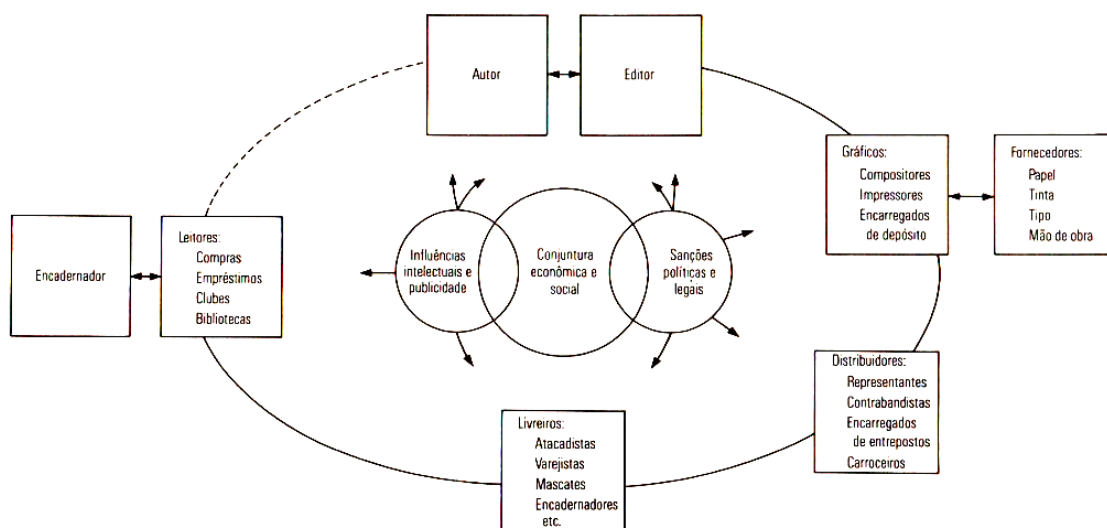 Autor
Editor
Gráficos:
Compositores
Impressores
Encarregados
de depósito
Fornecedores:
Papel
Tinta
Tipo
Mão de obra
Encadernador
Leitores:
Compras
Empréstimos
Clubes
Bibliotecas
Influências
intelectuais e
publicidade
Conjuntura
econômica e
social
Sanções
políticas e
legais
Distribuidores:
Representantes
Contrabandistas
Encarregados
de entrepostos
Carroceiros
Livreiros:
Atacadistas
Varejistas
Mascates
Encadernadores
etc.